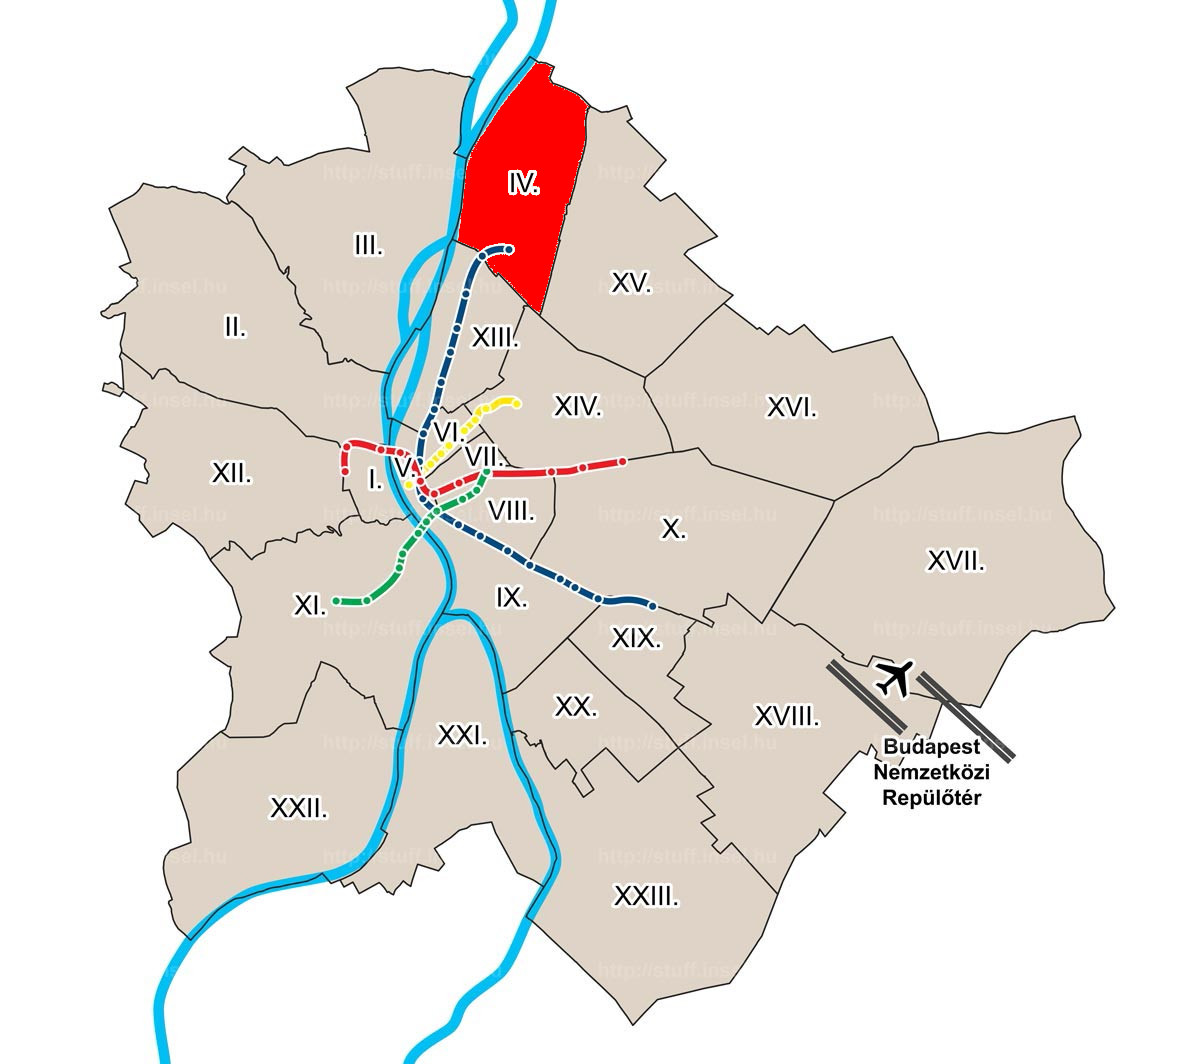 IV.
III.
XV.
II.
XIII.
XIV.
XVI.
VI.
VII.
V.
XII.
I.
VIII.
X.
XVII.
XI.
IX.
XIX.
XX.
XVIII.
XXI.
Budapest
Nemzetközi
Repülőtér
XXII.
XXIII.
http://stuff.insel.hu